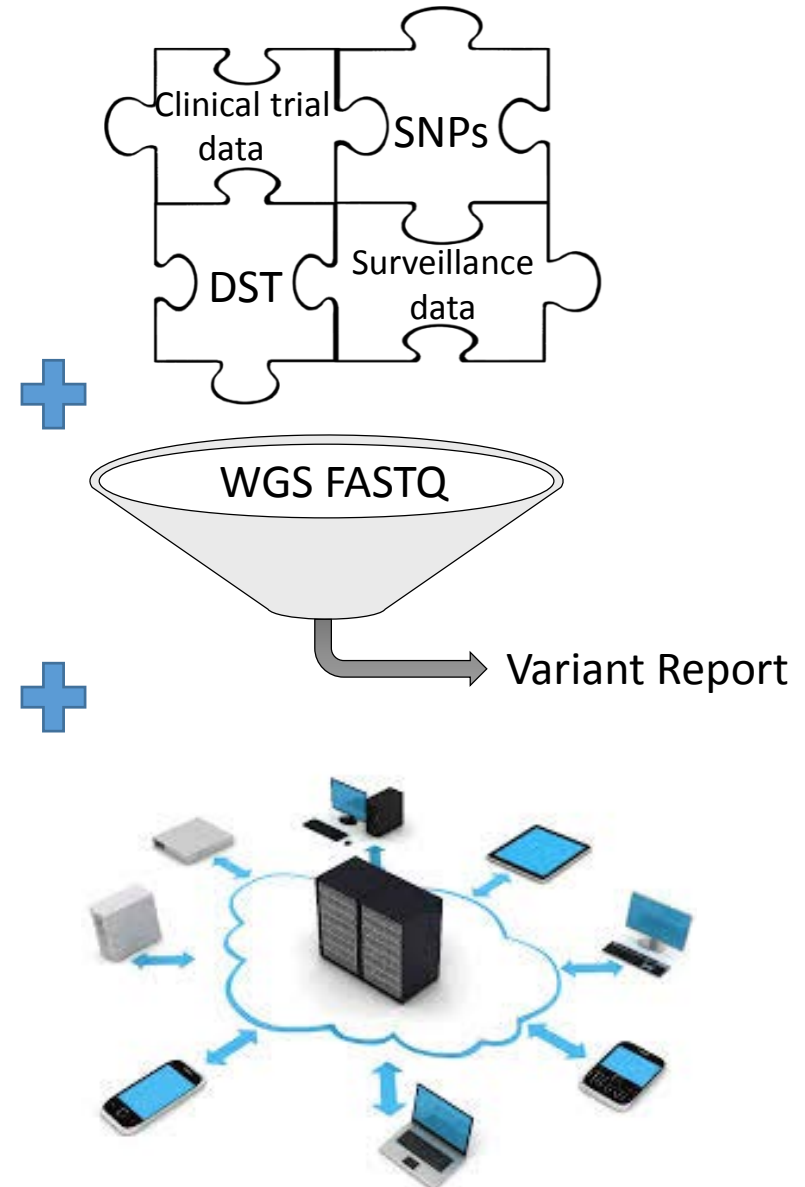 Clinical trial
data
SNPs
DST
Surveillance
data
WGS FASTQ
Variant Report